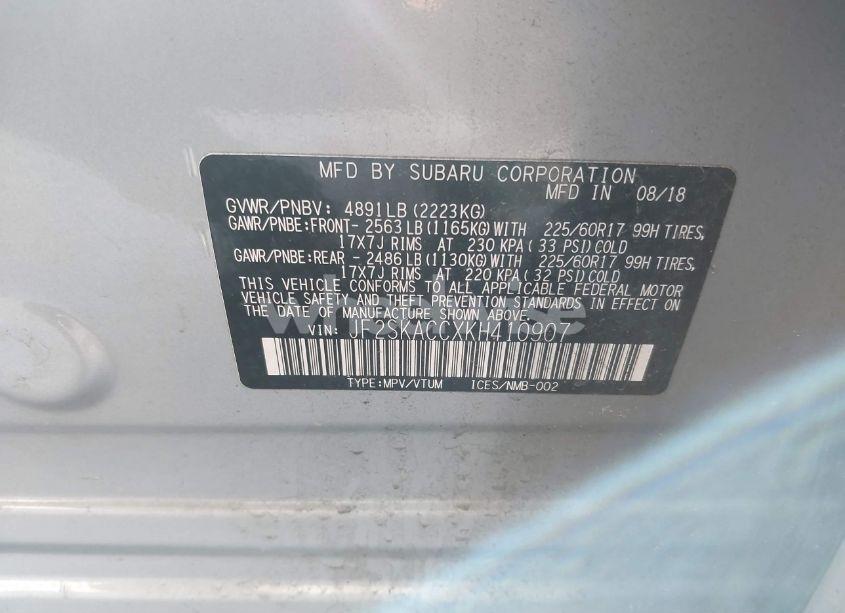 MFD BY SUBARU CORPORATION
MFD IN 08/18
GVWR/PNBV: 4891LB(2223KG)
GAWR/PNBE:FRONT- 2563LB(1165KG)WITH 225/60R17 99H TIRES,
17X7J RIMS AT 230 KPA(33 PSI)COLD
GAWR/PNBE:REAR - 2486LB(1130KG)WITH 225/60R17 99H TIRES,
17X7J RIMS AT 220 KPA(32 PSI)COLD
THIS VEHICLE CONFORMS TO ALL APPLICABLE FEDERAL MOTOR
VEHICLE SAFETY AND THEFT PREVENTION STANDARDS IN EFFECT ON
THE DATE OF MANUFACTURE SHOWN ABOVE.
VIN: JF2SKACCXKH410907
TYPE:MPV/VTUM ICES/NMB-002